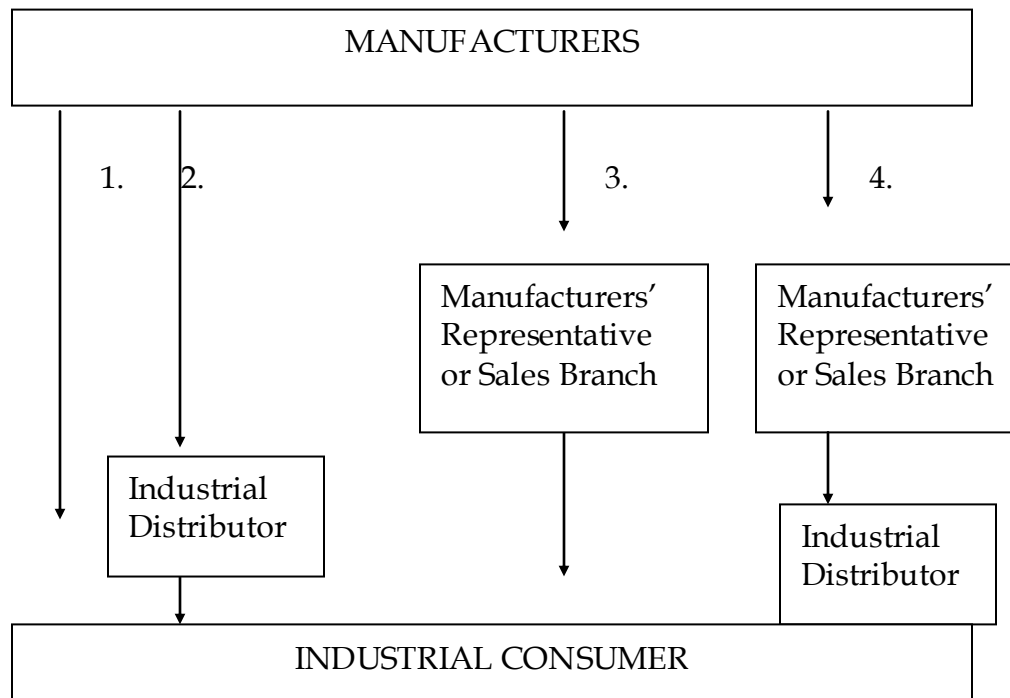 MANUFACTURERS
1.
2.
3.
4.
Manufacturers’
Representative
or Sales Branch
Manufacturers’
Representative
or Sales Branch
Industrial
Distributor
Industrial
Distributor
INDUSTRIAL CONSUMER